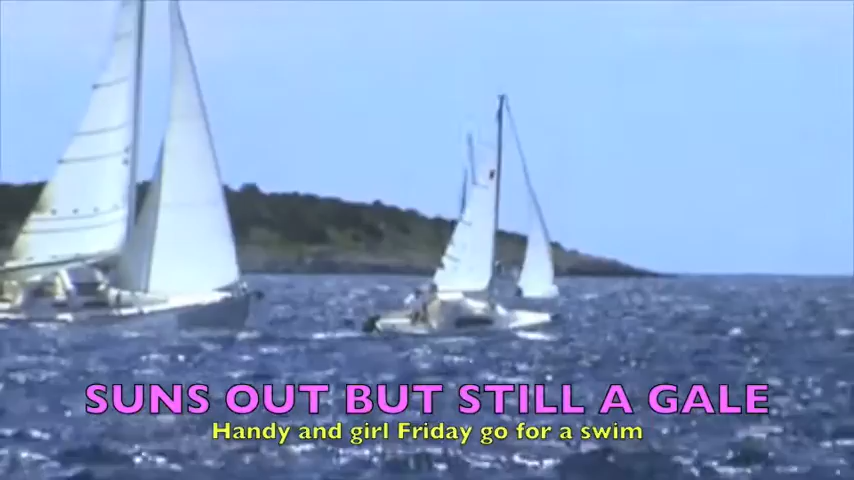 SUNS OUT BUT STILL A GALE
Handy and girl Friday go for a swim